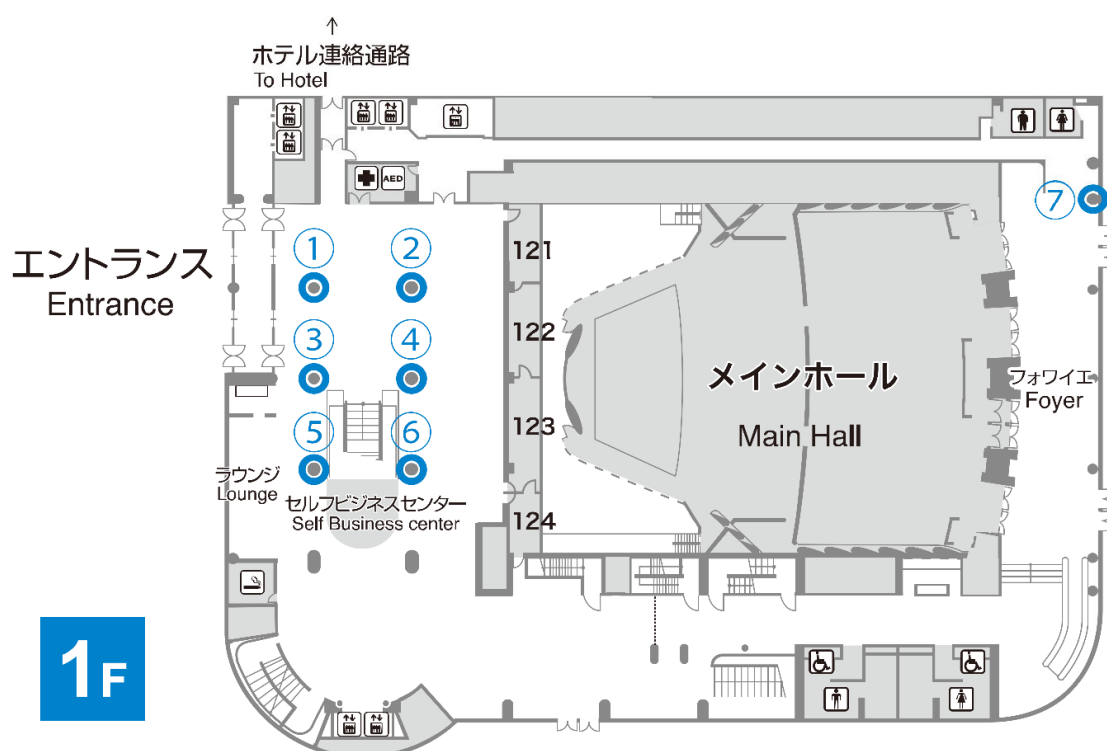 ↑
ホテル連絡通路
To Hotel
AED
⑦
エントランス
Entrance
①
②
121
③
④
122
メインホール
Main Hall
フォワイエ
Foyer
⑤
⑥
123
ラウンジ
Lounge
セルフビジネスセンター
Self Business center
124
1F